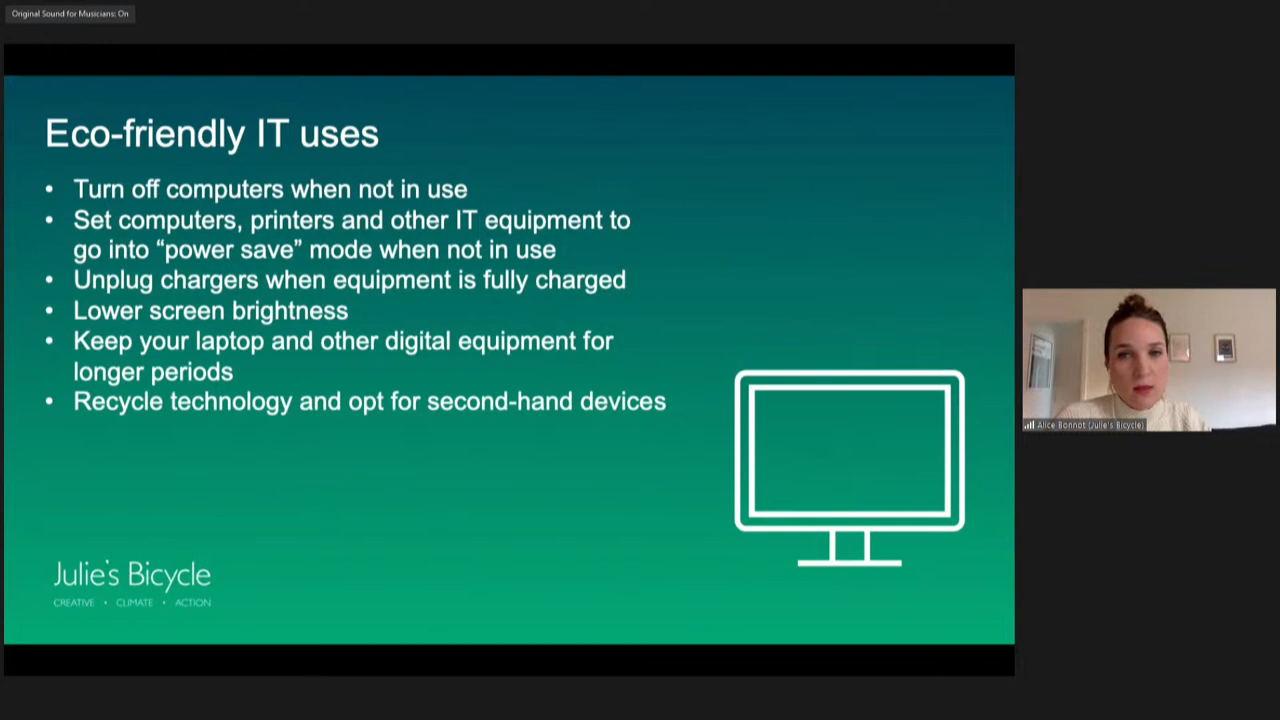 Original Sound for Musicians: On
Eco-friendly IT uses
• Turn off computers when not in use
• Set computers, printers and other IT equipment to
go into “power save” mode when not in use
• Unplug chargers when equipment is fully charged
• Lower screen brightness
• Keep your laptop and other digital equipment for
longer periods
• Recycle technology and opt for second-hand devices
Alice Bonnot (Julie's Bicycle)
Julie's Bicycle
CREATIVE • CLIMATE • ACTION